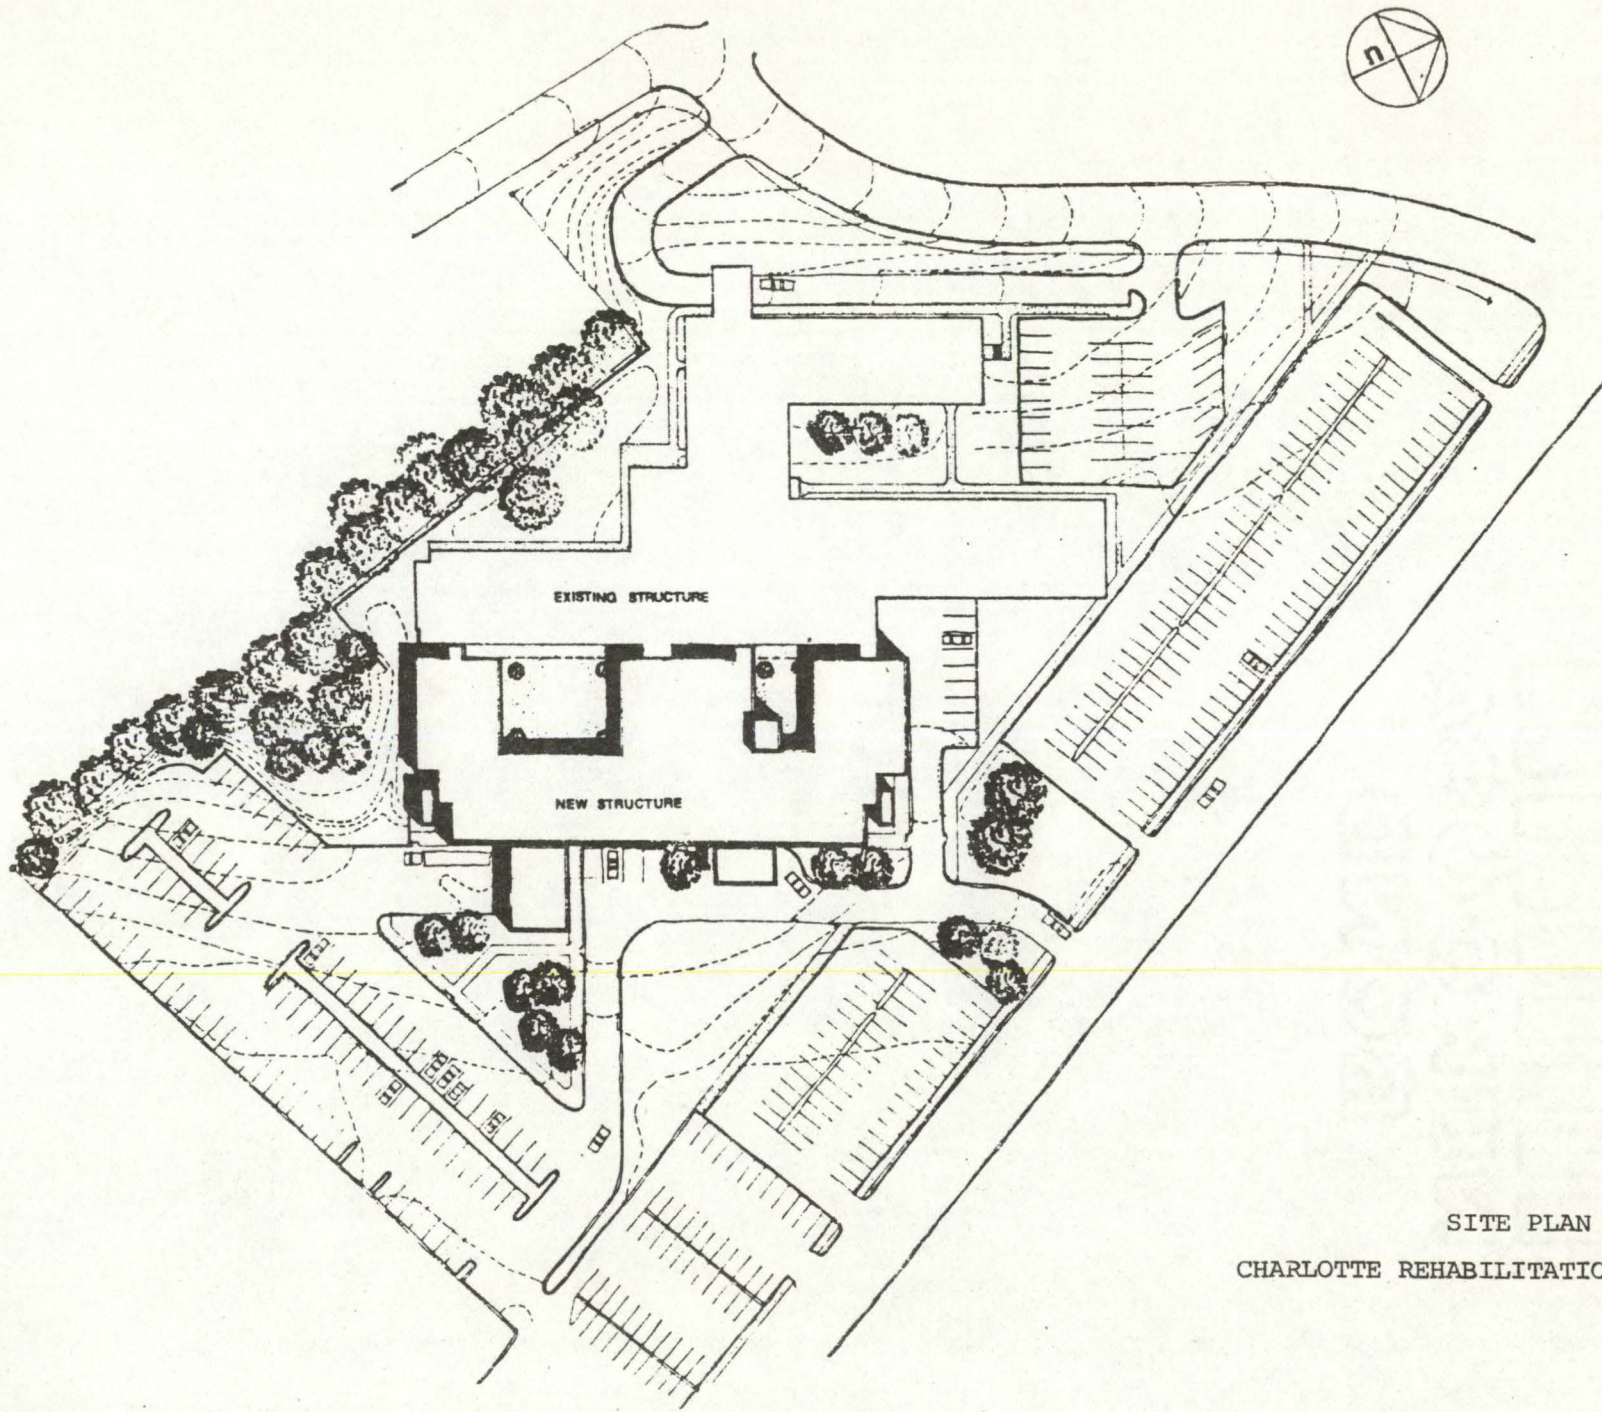 n
EXISTING STRUCTURE
NEW STRUCTURE
SITE PLAN
CHARLOTTE REHABILITATIO